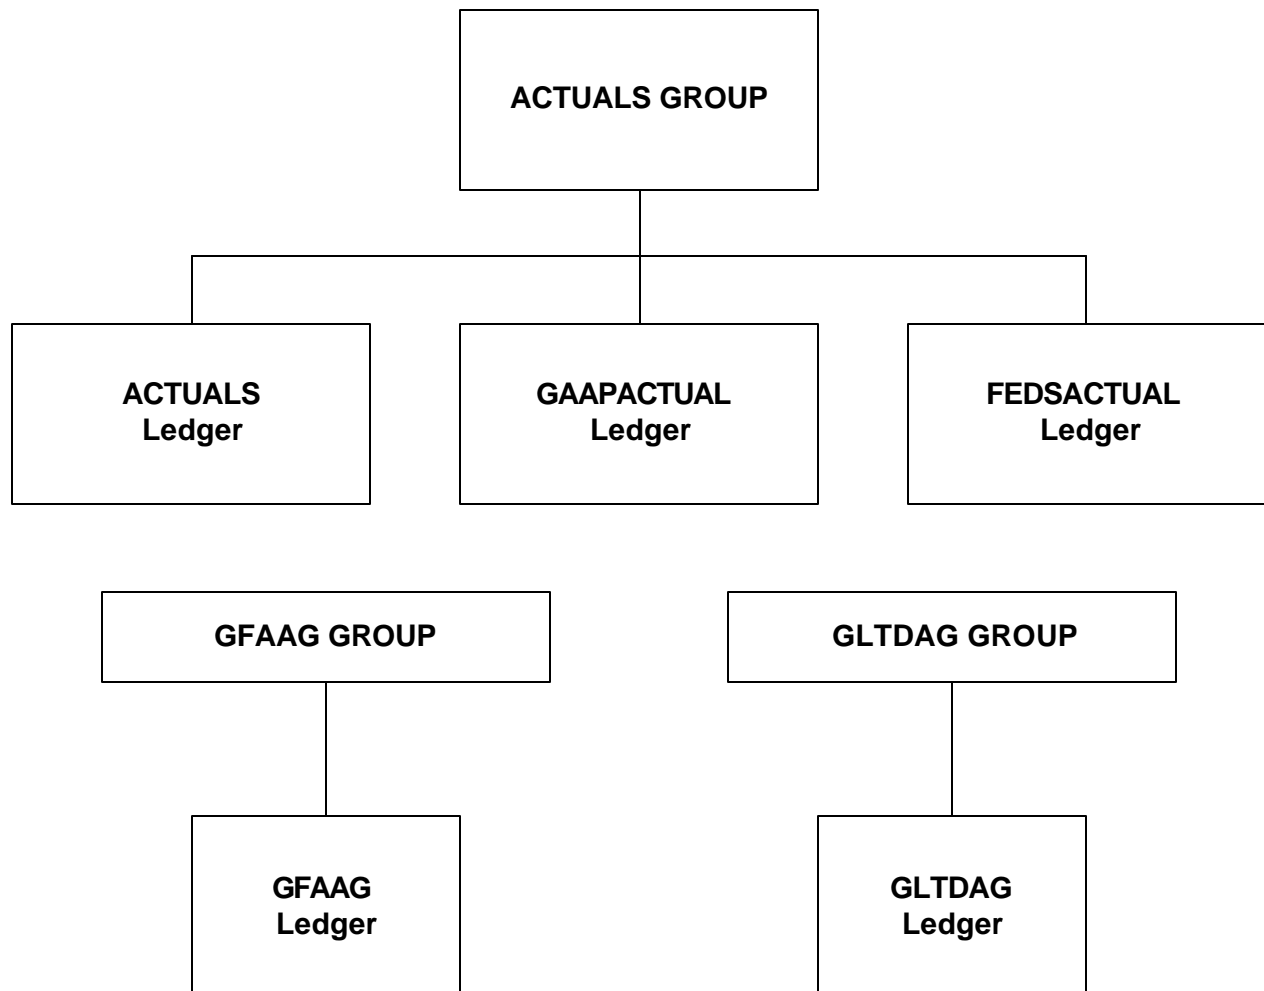 ACTUALS GROUP
ACTUALS
Ledger
GAAPACTUAL
Ledger
FEDSACTUAL
Ledger
GFAAG GROUP
GLTDAG GROUP
GFAAG
Ledger
GLTDAG
Ledger